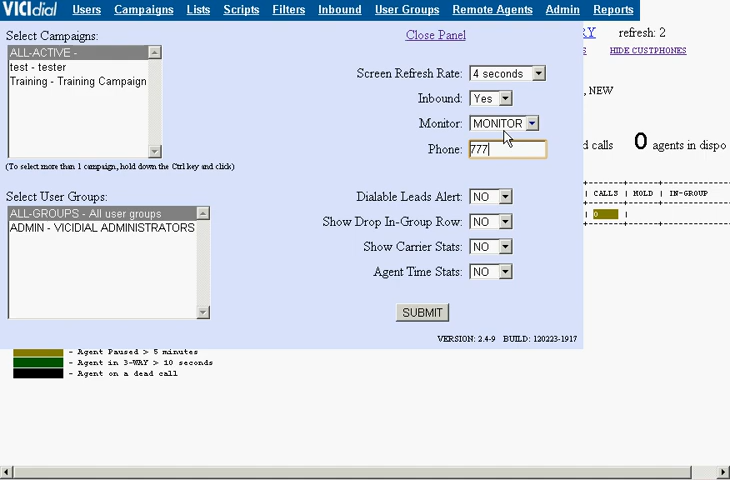 VICIdial Users Campaigns Lists Scripts Filters Inbound User Groups Remote Agents Admin Reports
Select Campaigns:
Close Panel
RY refresh: 2
ALL-ACTIVE -
test - tester
Training - Training Campaign
HIDE CUSTPHONES
Screen Refresh Rate: 4 seconds
Inbound: Yes
, NEW
Monitor: MONITOR
d calls 0 agents in dispo
Phone: 777
(To select more than 1 campaign, hold down the Ctrl key and click)
Select User Groups:
ALL-GROUPS - All user groups
ADMIN - VICIDIAL ADMINISTRATORS
Dialable Leads Alert: NO
| CALLS | HOLD | IN-GROUP
| 0 |
Show Drop In-Group Row: NO
Show Carrier Stats: NO
Agent Time Stats: NO
SUBMIT
VERSION: 2.4-9 BUILD: 120223-1917
- Agent Paused > 5 minutes
- Agent in 3-WAY > 10 seconds
- Agent on a dead call